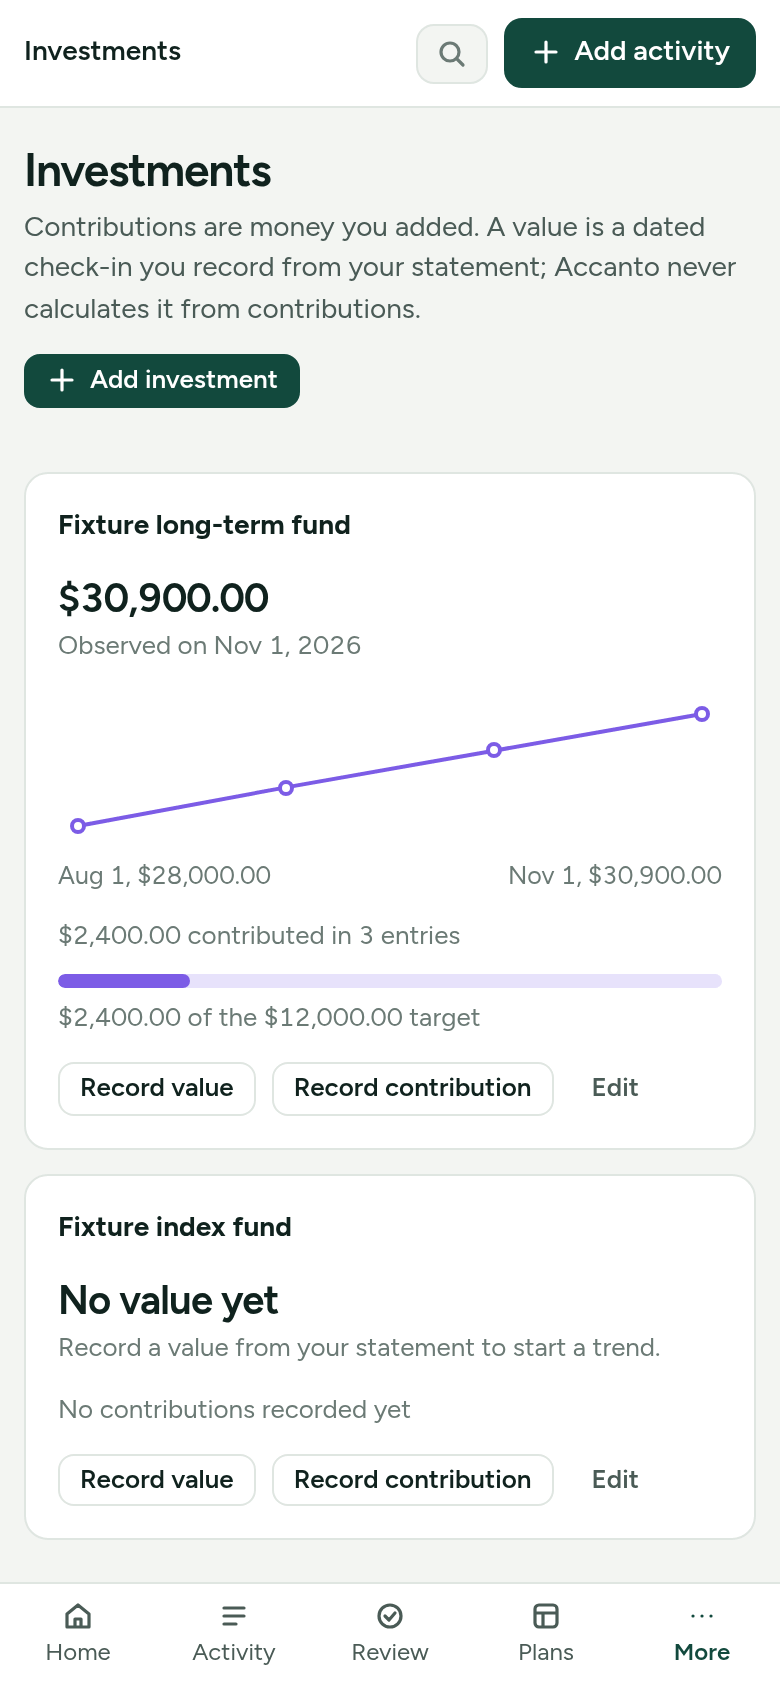 Investments
Add activity
Investments
Contributions are money you added. A value is a dated
check-in you record from your statement; Accanto never
calculates it from contributions.
Add investment
Fixture long-term fund
$30,900.00
Observed on Nov 1, 2026
Aug 1, $28,000.00
Nov 1, $30,900.00
$2,400.00 contributed in 3 entries
$2,400.00 of the $12,000.00 target
Record value
Record contribution
Edit
Fixture index fund
No value yet
Record a value from your statement to start a trend.
No contributions recorded yet
Record value
Record contribution
Edit
Home
Activity
Review
Plans
More